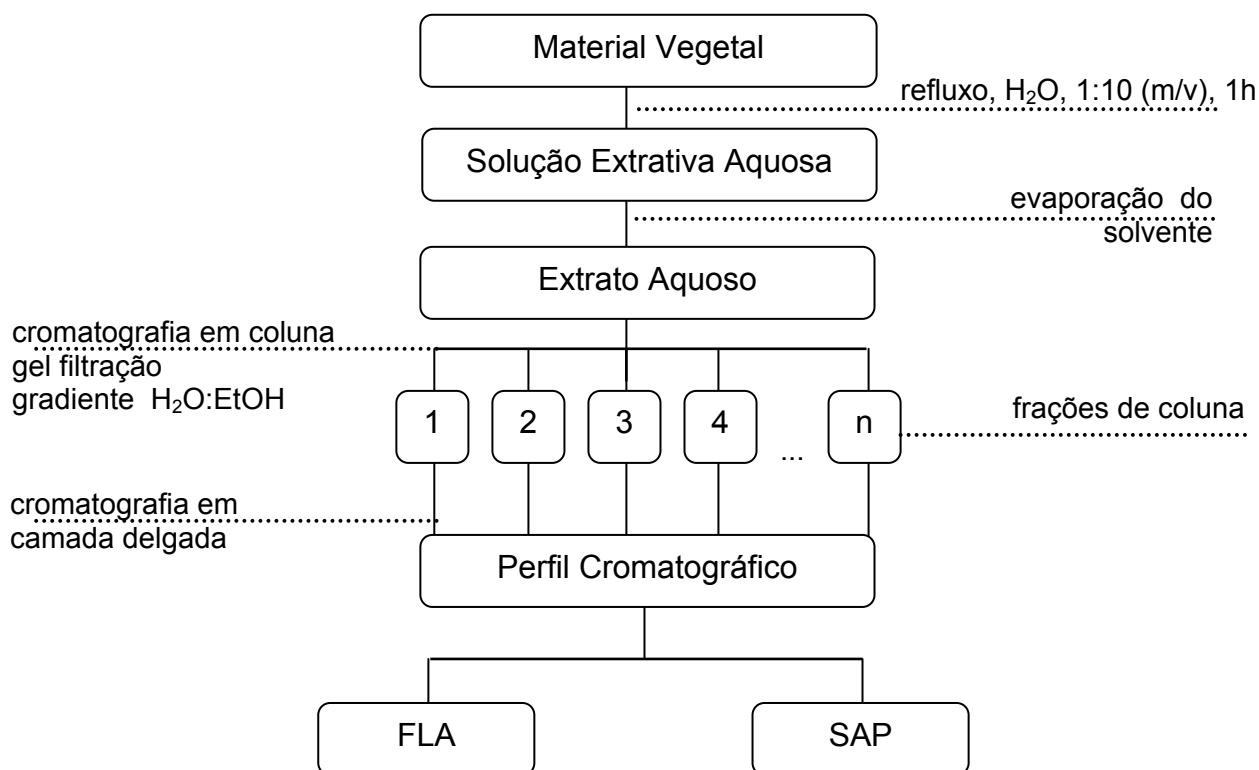 Material Vegetal
refluxo, H₂O, 1:10 (m/v), 1h
Solução Extrativa Aquosa
evaporação do
solvente
Extrato Aquoso
cromatografia em coluna
gel filtração
gradiente H₂O:EtOH
1 2 3 4 ... n
frações de coluna
cromatografia em
camada delgada
Perfil Cromatográfico
FLA
SAP